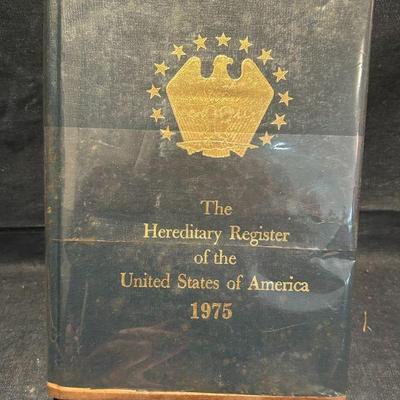 The
Hereditary Register
of the
United States of America
1975